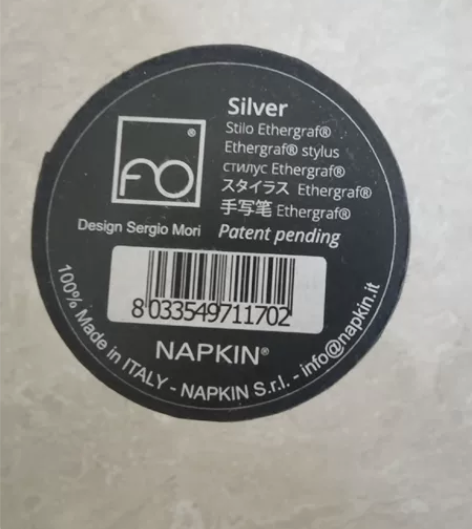 Silver
Stilo Ethergraf®
Ethergraf® stylus
стилус Ethergraf®
スタイラス Ethergraf®
手写笔 Ethergraf®
Design Sergio Mori
Patent pending
8 033549 711702
NAPKIN®
100% Made in ITALY - NAPKIN S.r.l. - info@napkin.it